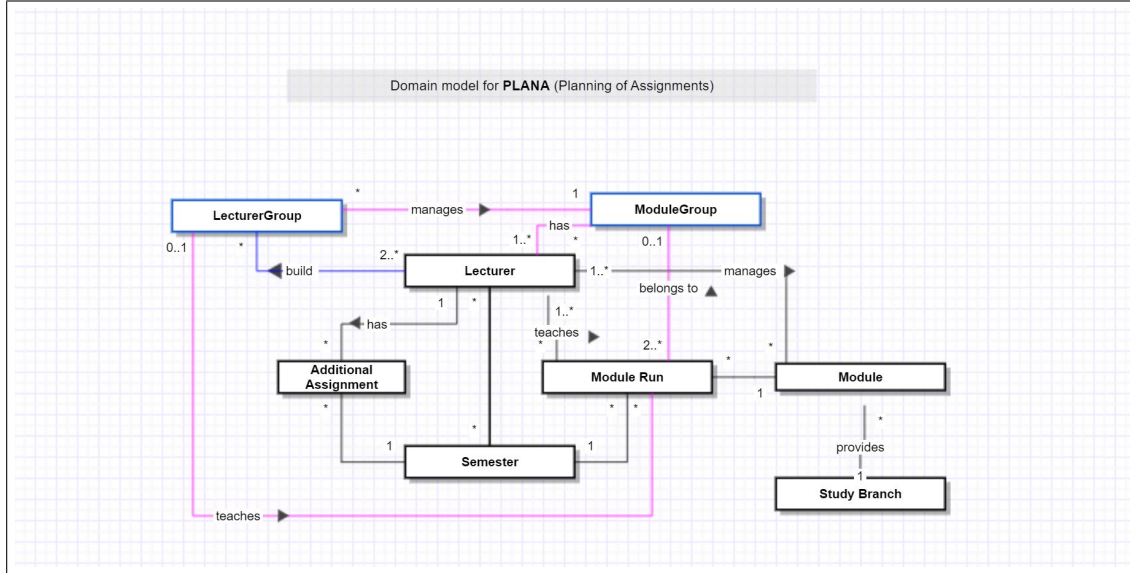 Domain model for PLANA (Planning of Assignments)
* manages 1
LecturerGroup
ModuleGroup
has
0..1 * 2..* 1..* * 0..1
build
Lecturer
1..* manages
belongs to
1 * 1..*
has
teaches
* * 2..* * *
Additional
Assignment
Module Run
Module
1
* * * *
provides
1 * 1
Semester
1
Study Branch
teaches